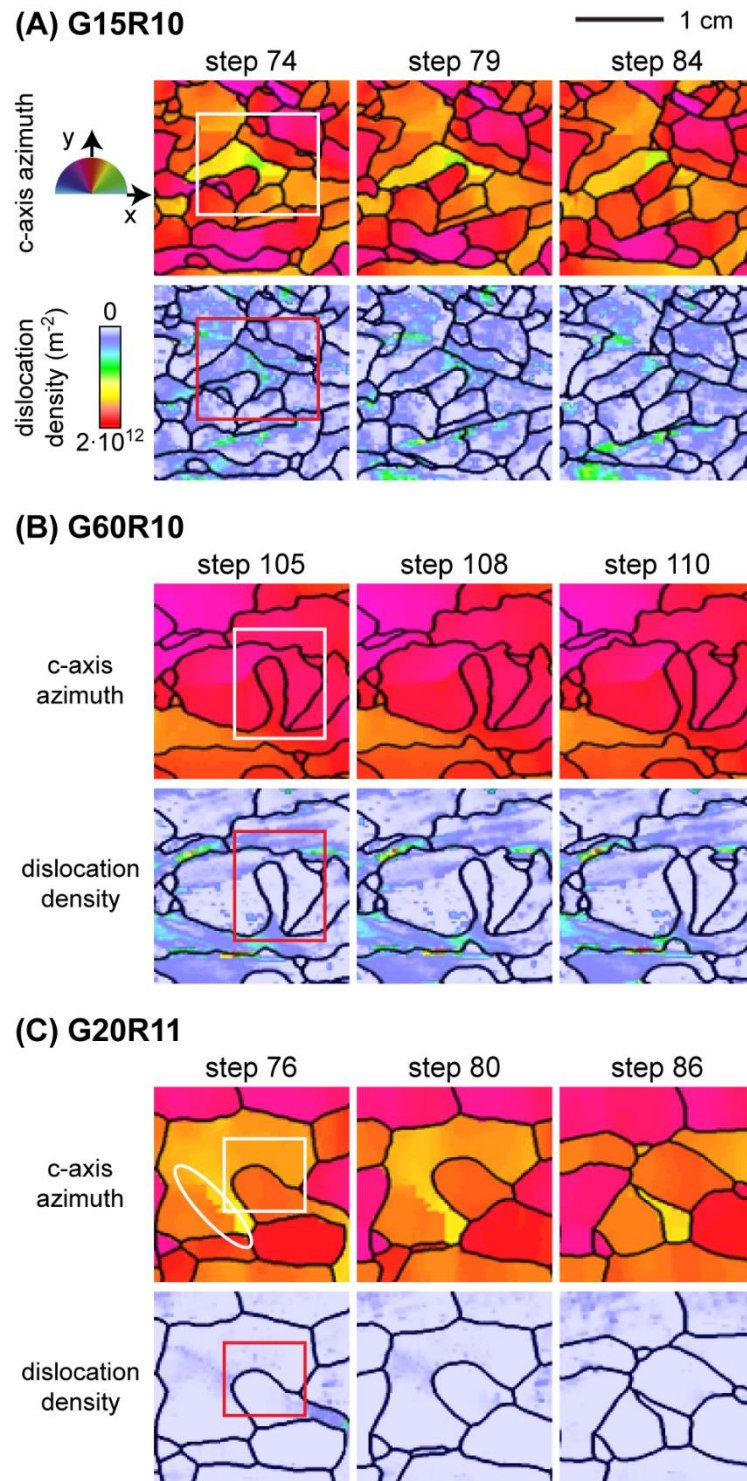 (A) G15R10
1 cm
step 74
step 79
step 84
c-axis azimuth
y
x
dislocation
density (m⁻²)
0
2·10¹²
(B) G60R10
step 105
step 108
step 110
c-axis
azimuth
dislocation
density
(C) G20R11
step 76
step 80
step 86
c-axis
azimuth
dislocation
density